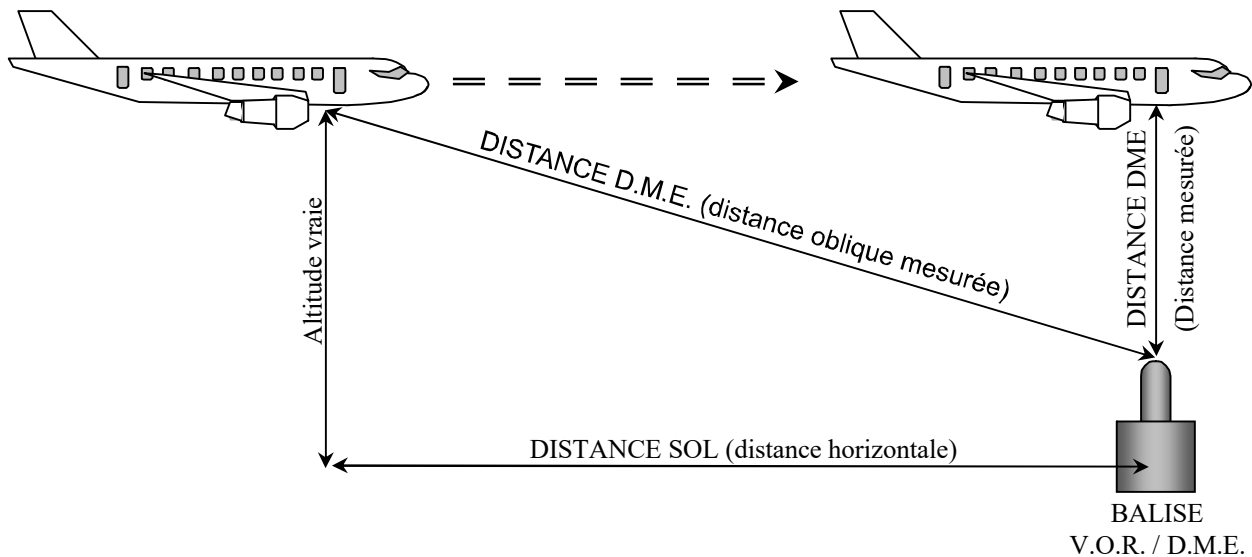 DISTANCE D.M.E. (distance oblique mesurée)
Altitude vraie
DISTANCE DME
(Distance mesurée)
DISTANCE SOL (distance horizontale)
BALISE
V.O.R. / D.M.E.